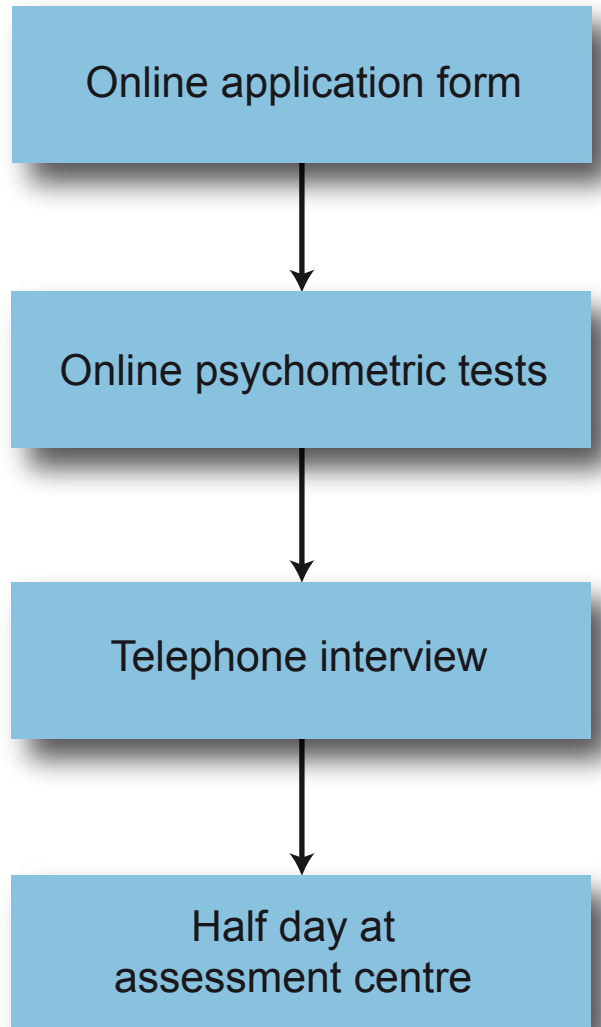 Online application form
Online psychometric tests
Telephone interview
Half day at
assessment centre